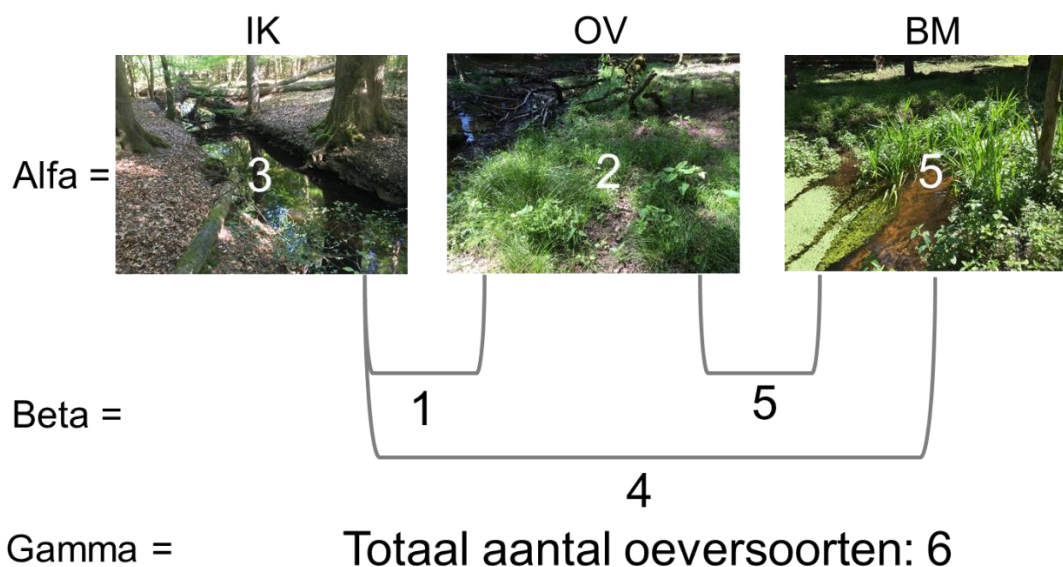 IK OV BM
Alfa = 3 2 5
Beta = 1 5
4
Gamma = Totaal aantal oeversoorten: 6